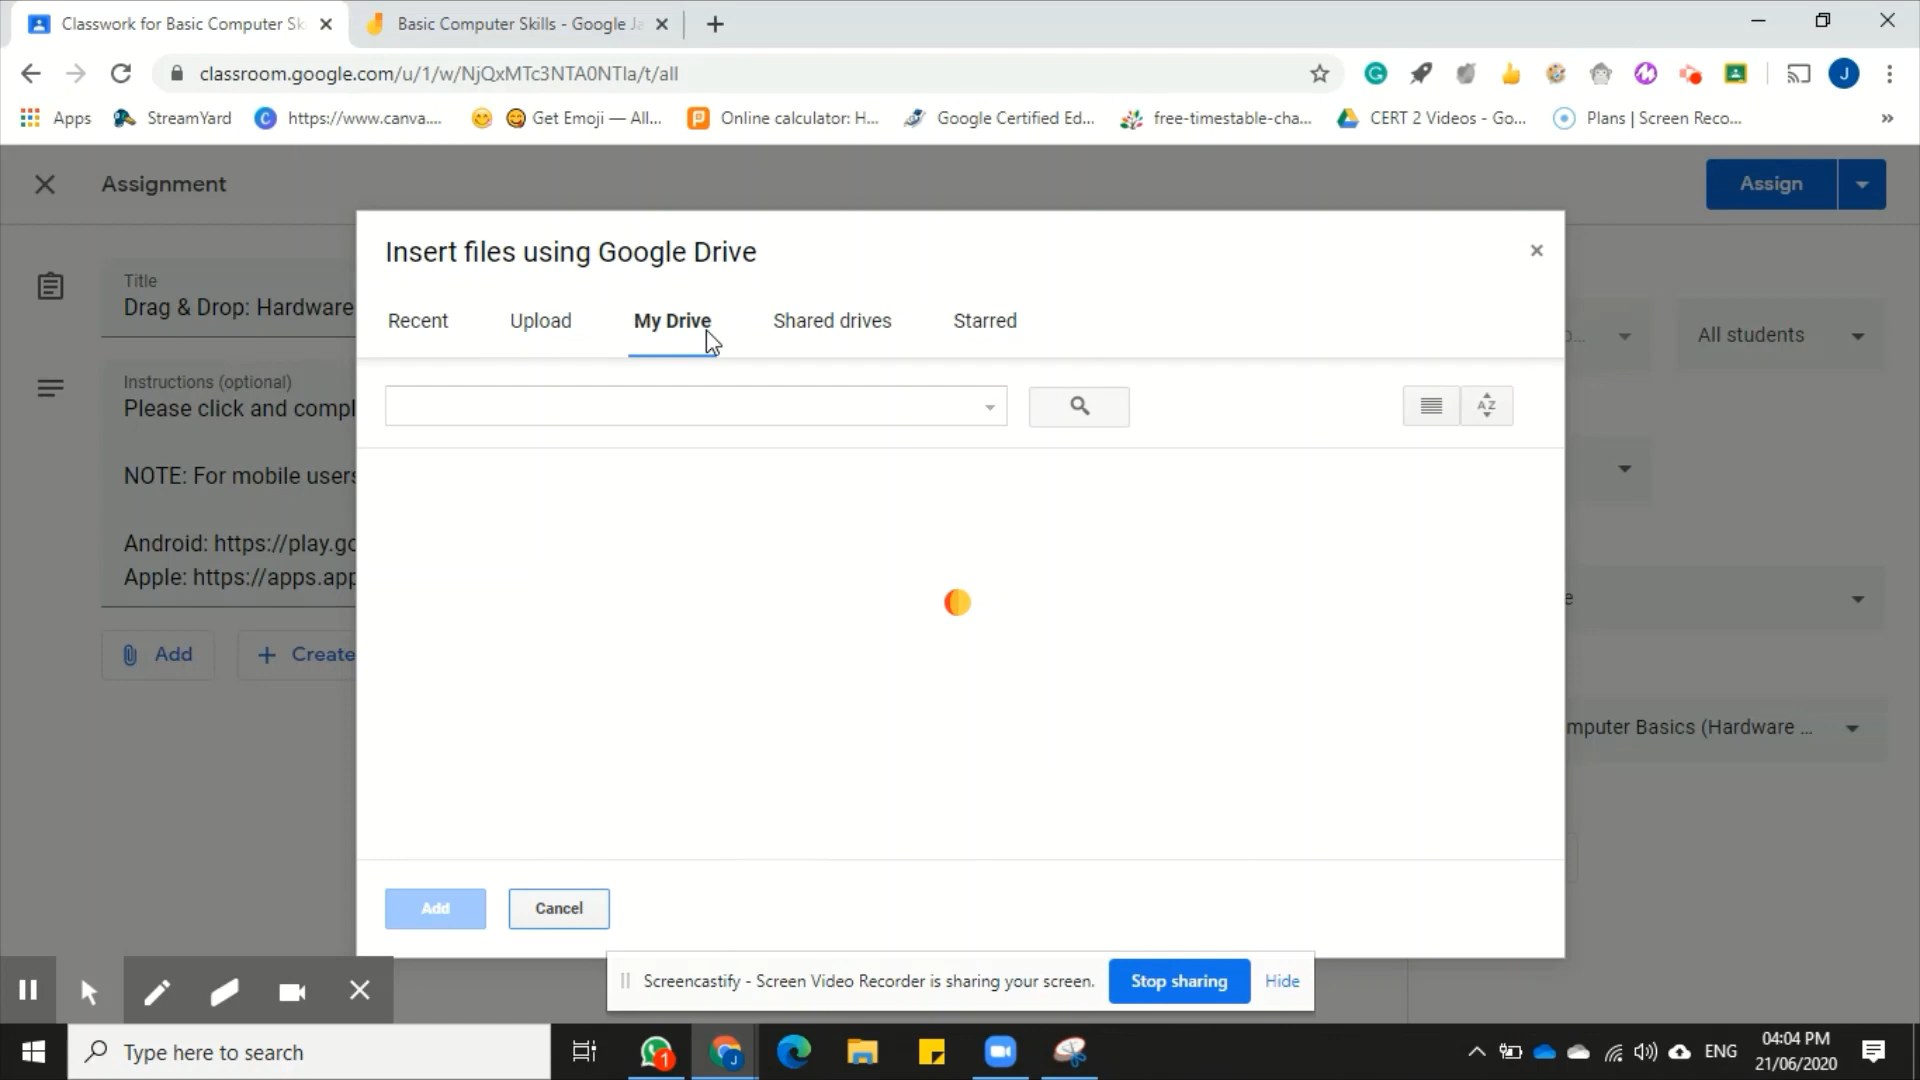 Classwork for Basic Computer Sk
Basic Computer Skills - Google Ja
classroom.google.com/u/1/w/NjQxMTc3NTA0NTIa/t/all
J
Apps
StreamYard
https://www.canva....
Get Emoji — All...
Online calculator: H...
Google Certified Ed...
free-timestable-cha...
CERT 2 Videos - Go...
Plans | Screen Reco...
»
Assignment
Assign
Insert files using Google Drive
Title
Drag & Drop: Hardware
Recent
Upload
My Drive
Shared drives
Starred
All students
Instructions (optional)
Please click and compl
AZ
NOTE: For mobile users
Android: https://play.go
Apple: https://apps.app
Add
Create
mputer Basics (Hardware ...
Add
Cancel
Screencastify - Screen Video Recorder is sharing your screen.
Stop sharing
Hide
Type here to search
1
J
ENG
04:04 PM
21/06/2020